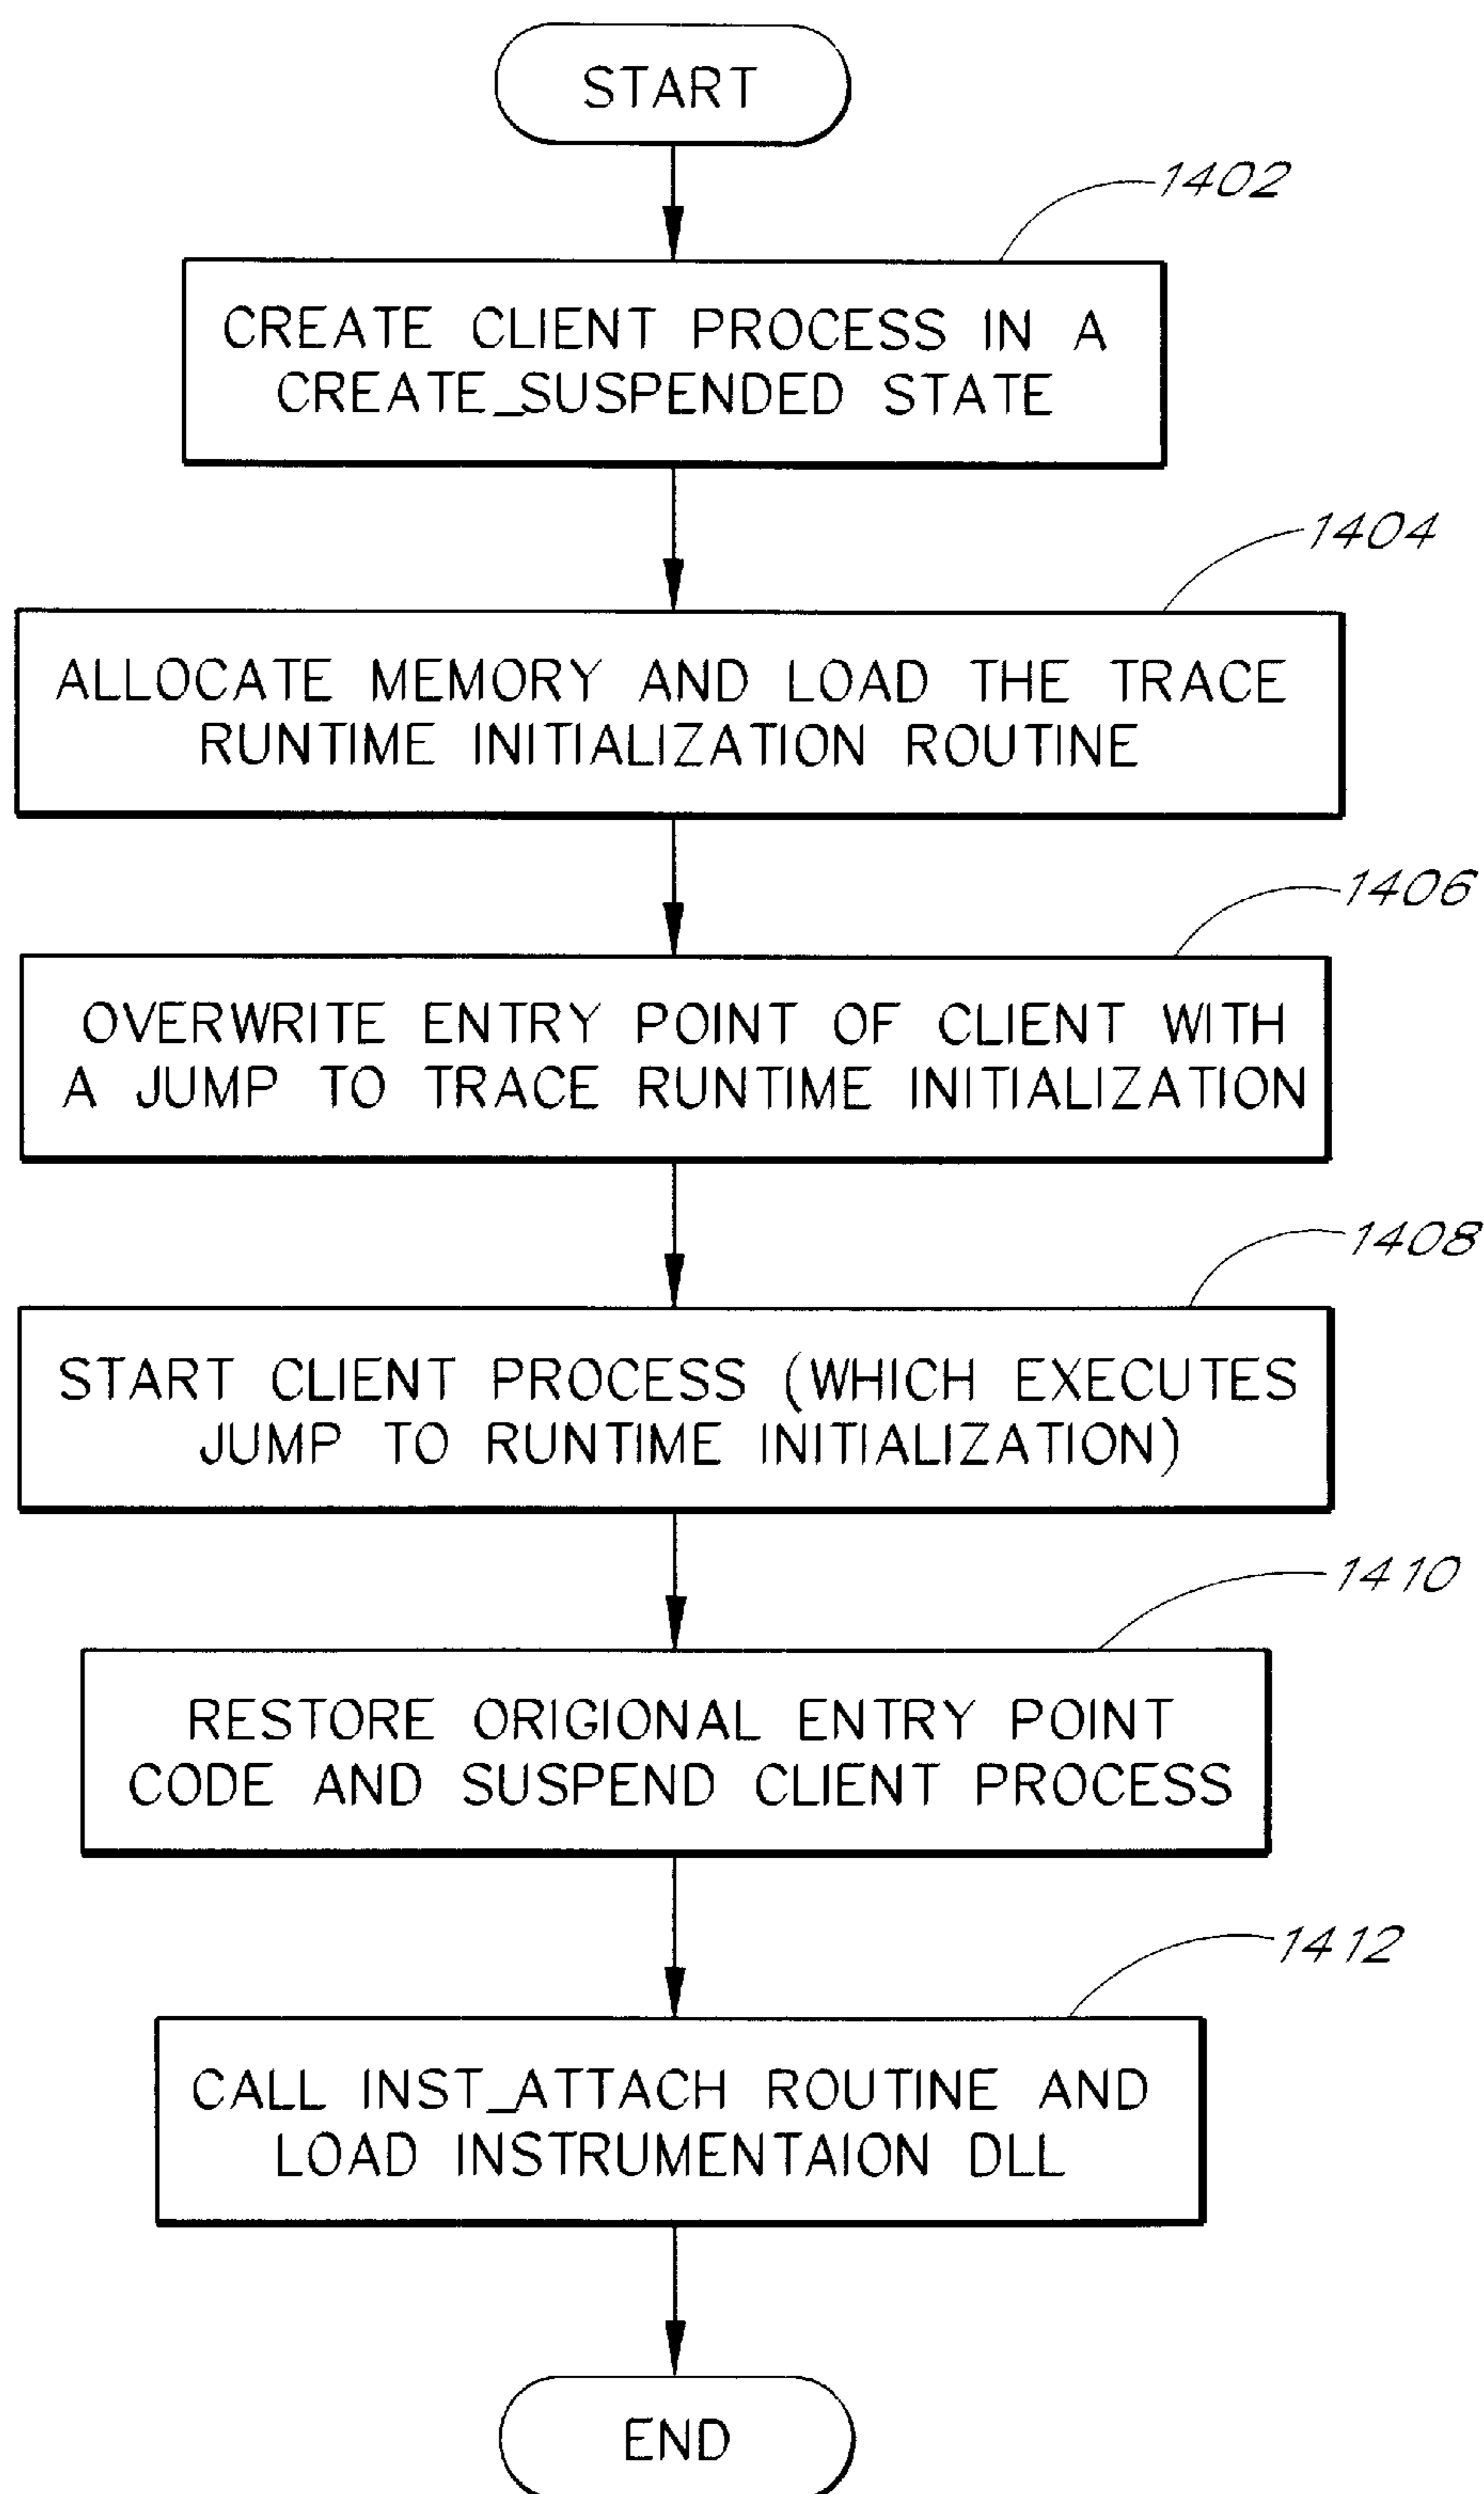 START
1402
CREATE CLIENT PROCESS IN A
CREATE_SUSPENDED STATE
1404
ALLOCATE MEMORY AND LOAD THE TRACE
RUNTIME INITIALIZATION ROUTINE
1406
OVERWRITE ENTRY POINT OF CLIENT WITH
A JUMP TO TRACE RUNTIME INITIALIZATION
1408
START CLIENT PROCESS (WHICH EXECUTES
JUMP TO RUNTIME INITIALIZATION)
1410
RESTORE ORIGIONAL ENTRY POINT
CODE AND SUSPEND CLIENT PROCESS
1412
CALL INST_ATTACH ROUTINE AND
LOAD INSTRUMENTAION DLL
END